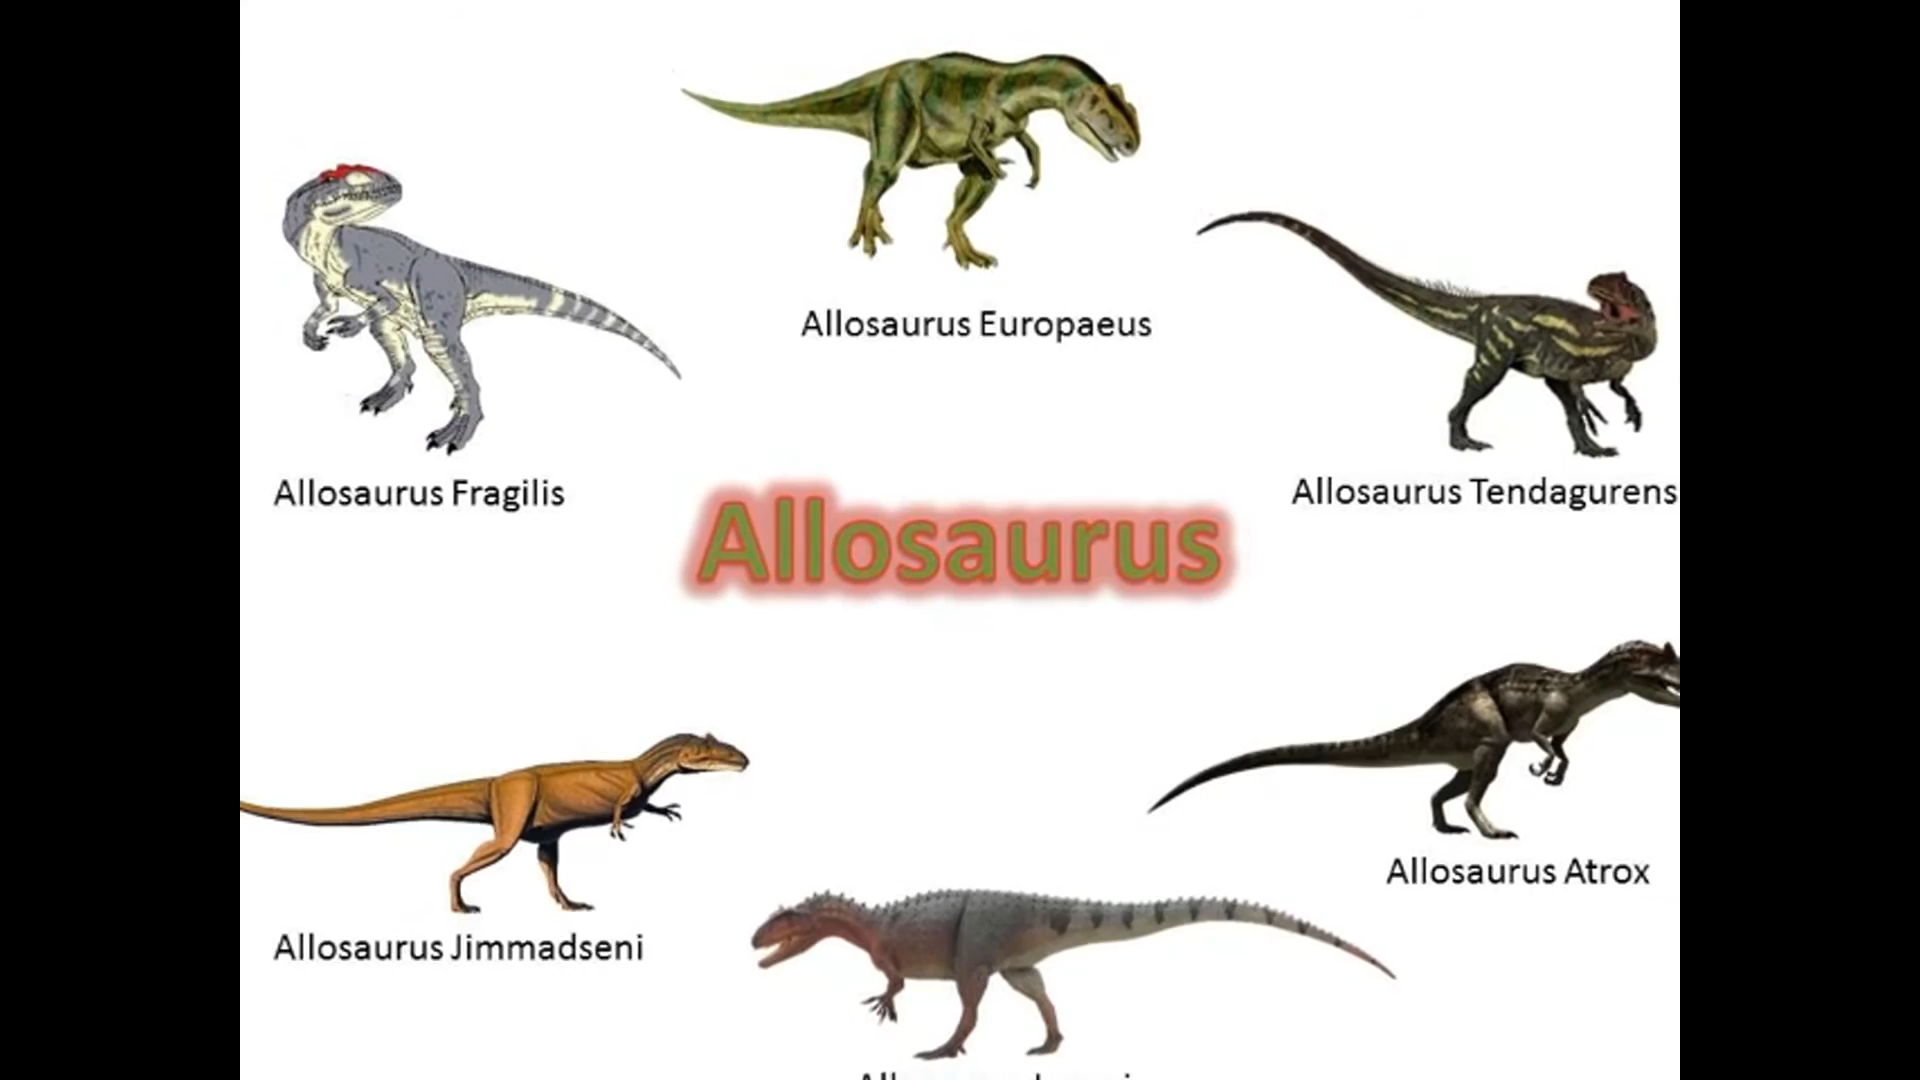 Allosaurus Europaeus
Allosaurus Fragilis
Allosaurus Tendagurens
Allosaurus
Allosaurus Atrox
Allosaurus Jimmadseni